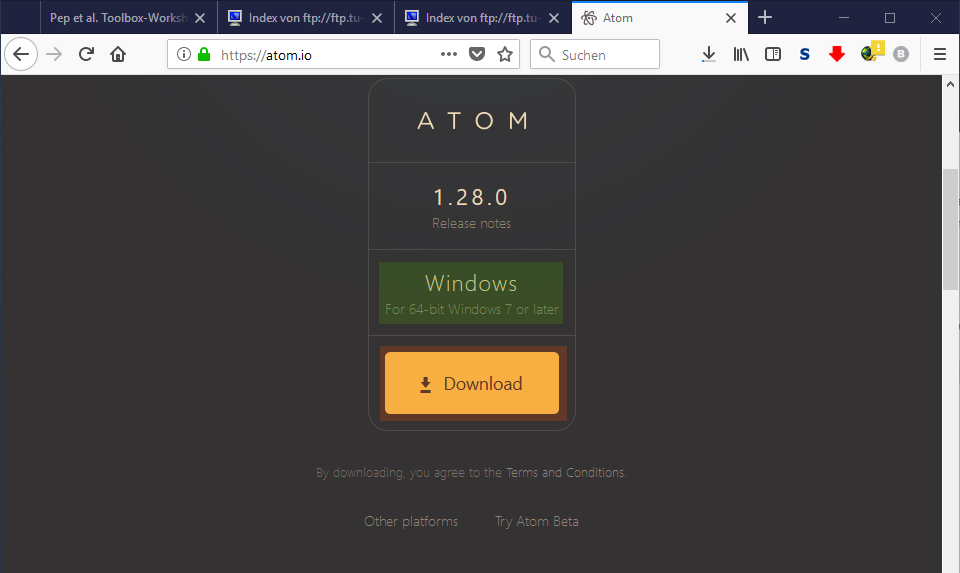 Pep et al. Toolbox-Worksh
Index von ftp://ftp.tu-
Index von ftp://ftp.tu-
Atom
https://atom.io
Suchen
S
B
ATOM
1.28.0
Release notes
Windows
For 64-bit Windows 7 or later
Download
By downloading, you agree to the Terms and Conditions.
Other platforms
Try Atom Beta